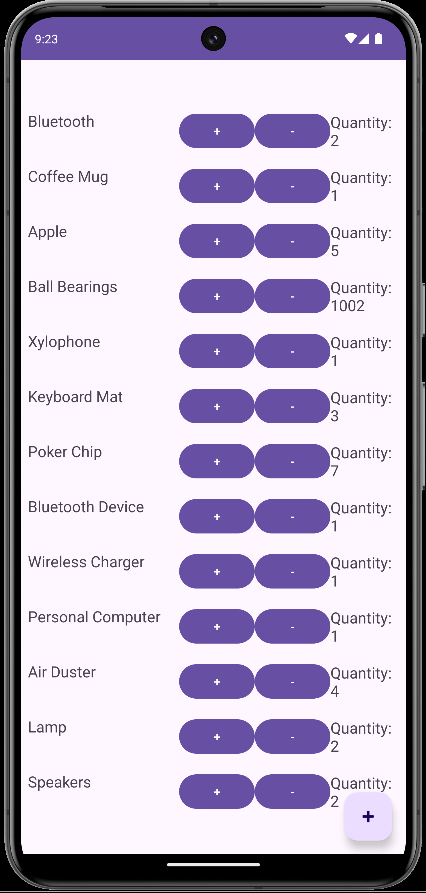 9:23
Bluetooth + - Quantity:
2
Coffee Mug + - Quantity:
1
Apple + - Quantity:
5
Ball Bearings + - Quantity:
1002
Xylophone + - Quantity:
1
Keyboard Mat + - Quantity:
3
Poker Chip + - Quantity:
7
Bluetooth Device + - Quantity:
1
Wireless Charger + - Quantity:
1
Personal Computer + - Quantity:
1
Air Duster + - Quantity:
4
Lamp + - Quantity:
2
Speakers + - Quantity:
2
+